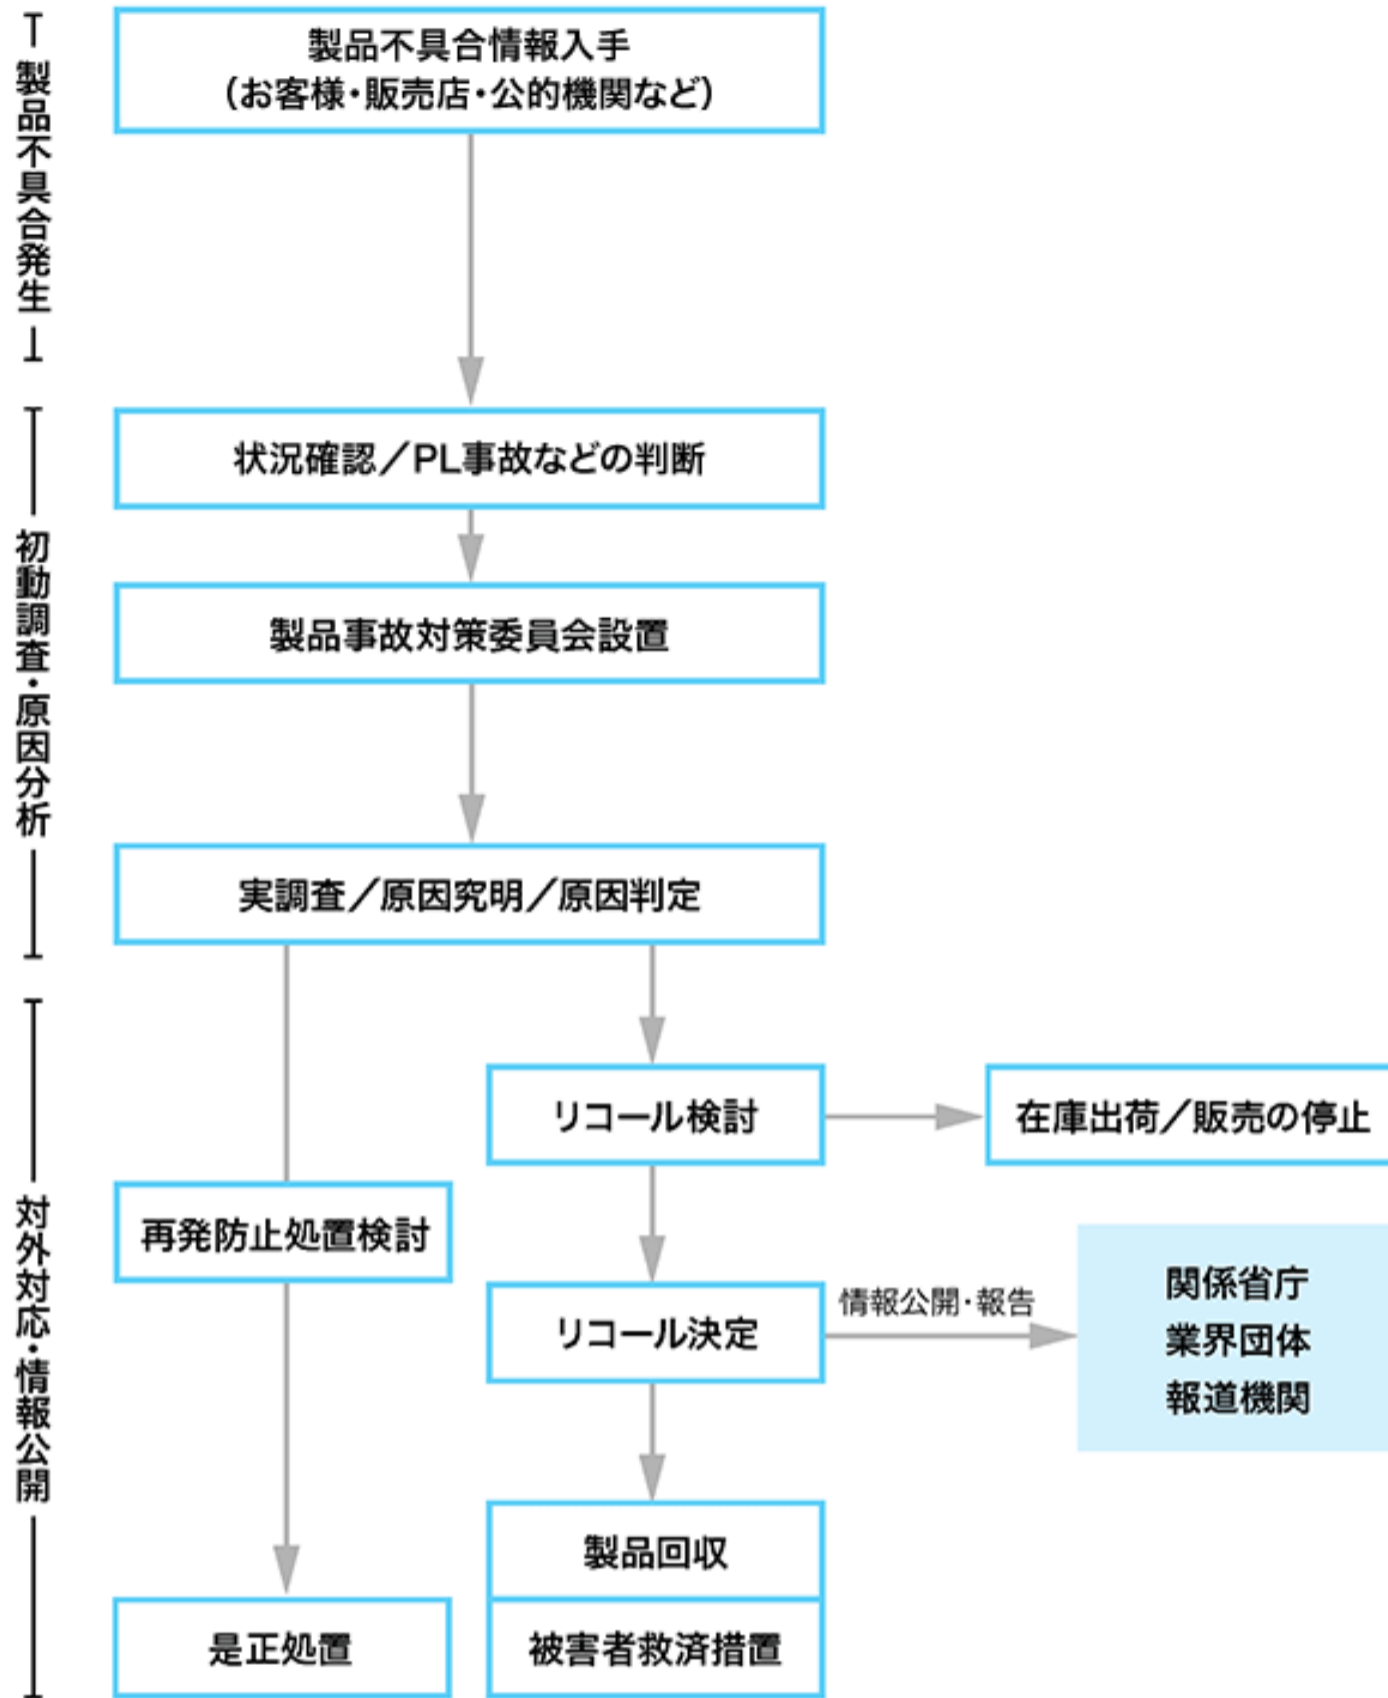 製品不具合発生
製品不具合情報入手
（お客様・販売店・公的機関など）
初動調査・原因分析
状況確認／PL事故などの判断
製品事故対策委員会設置
実調査／原因究明／原因判定
対外対応・情報公開
リコール検討
在庫出荷／販売の停止
再発防止処置検討
リコール決定
情報公開・報告
関係省庁
業界団体
報道機関
製品回収
是正処置
被害者救済措置